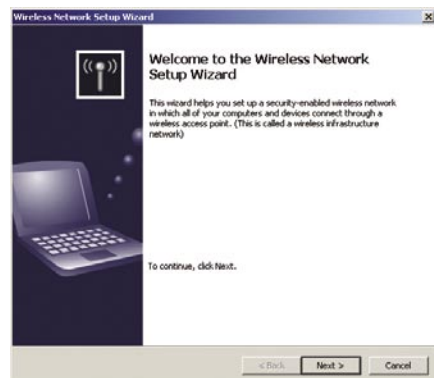 Wireless Network Setup Wizard
Welcome to the Wireless Network
Setup Wizard
This wizard helps you set up a security-enabled wireless network
in which all of your computers and devices connect through a
wireless access point. (This is called a wireless infrastructure
network)
To continue, click Next.
< Back
Next >
Cancel